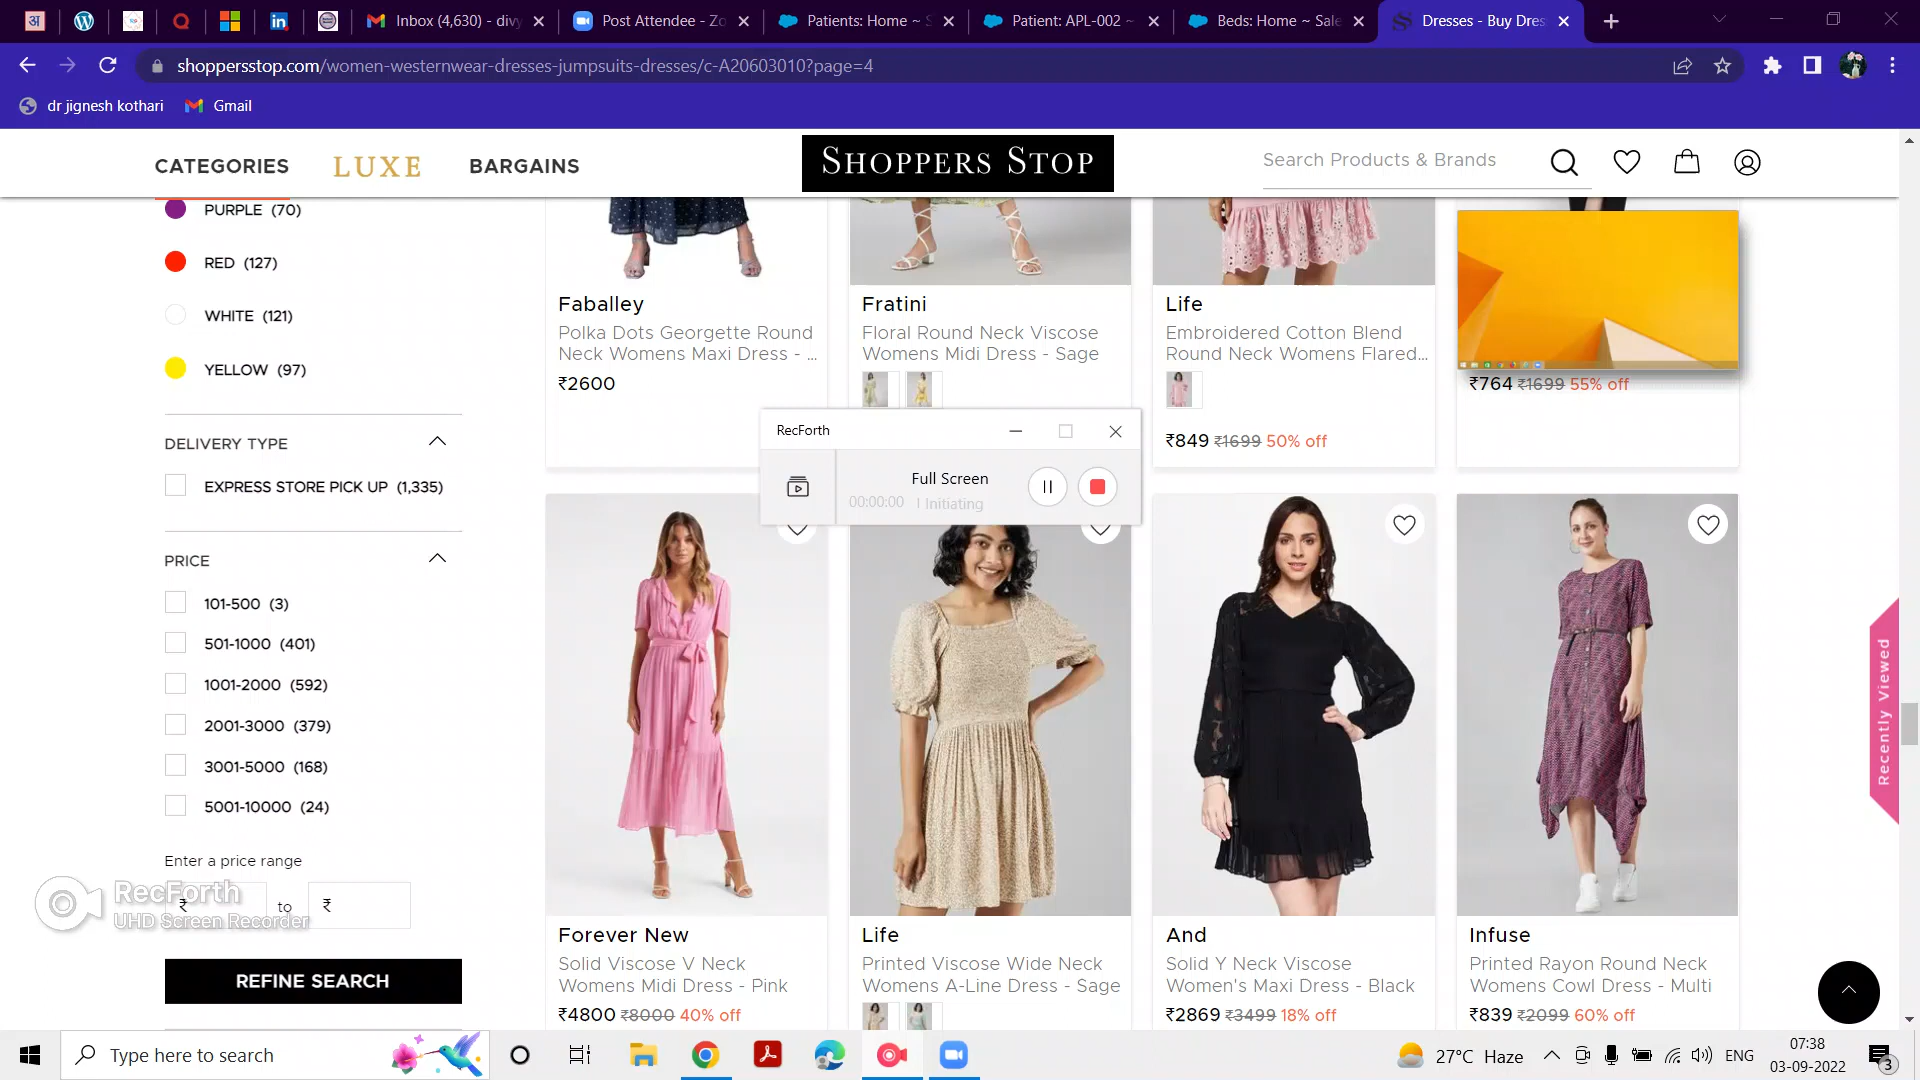 Inbox (4,630) - divy
Post Attendee - Zo
Patients: Home ~ S
Patient: APL-002 ~
Beds: Home ~ Sale
Dresses - Buy Dres
shoppersstop.com/women-westernwear-dresses-jumpsuits-dresses/c-A20603010?page=4
dr jignesh kothari
Gmail
CATEGORIES
LUXE
BARGAINS
SHOPPERS STOP
Search Products & Brands
PURPLE (70)
RED (127)
WHITE (121)
YELLOW (97)
DELIVERY TYPE
EXPRESS STORE PICK UP (1,335)
PRICE
101-500 (3)
501-1000 (401)
1001-2000 (592)
2001-3000 (379)
3001-5000 (168)
5001-10000 (24)
Enter a price range
₹ to ₹
RecForth
UHD Screen Recorder
REFINE SEARCH
Faballey
Polka Dots Georgette Round
Neck Womens Maxi Dress - ...
₹2600
Fratini
Floral Round Neck Viscose
Womens Midi Dress - Sage
Life
Embroidered Cotton Blend
Round Neck Womens Flared...
₹849 ₹1699 50% off
₹764 ₹1699 55% off
RecForth
Full Screen
00:00:00 | Initiating
Forever New
Solid Viscose V Neck
Womens Midi Dress - Pink
₹4800 ₹8000 40% off
Life
Printed Viscose Wide Neck
Womens A-Line Dress - Sage
And
Solid Y Neck Viscose
Women's Maxi Dress - Black
₹2869 ₹3499 18% off
Infuse
Printed Rayon Round Neck
Womens Cowl Dress - Multi
₹839 ₹2099 60% off
Recently Viewed
Type here to search
27°C Haze
ENG
07:38
03-09-2022
3